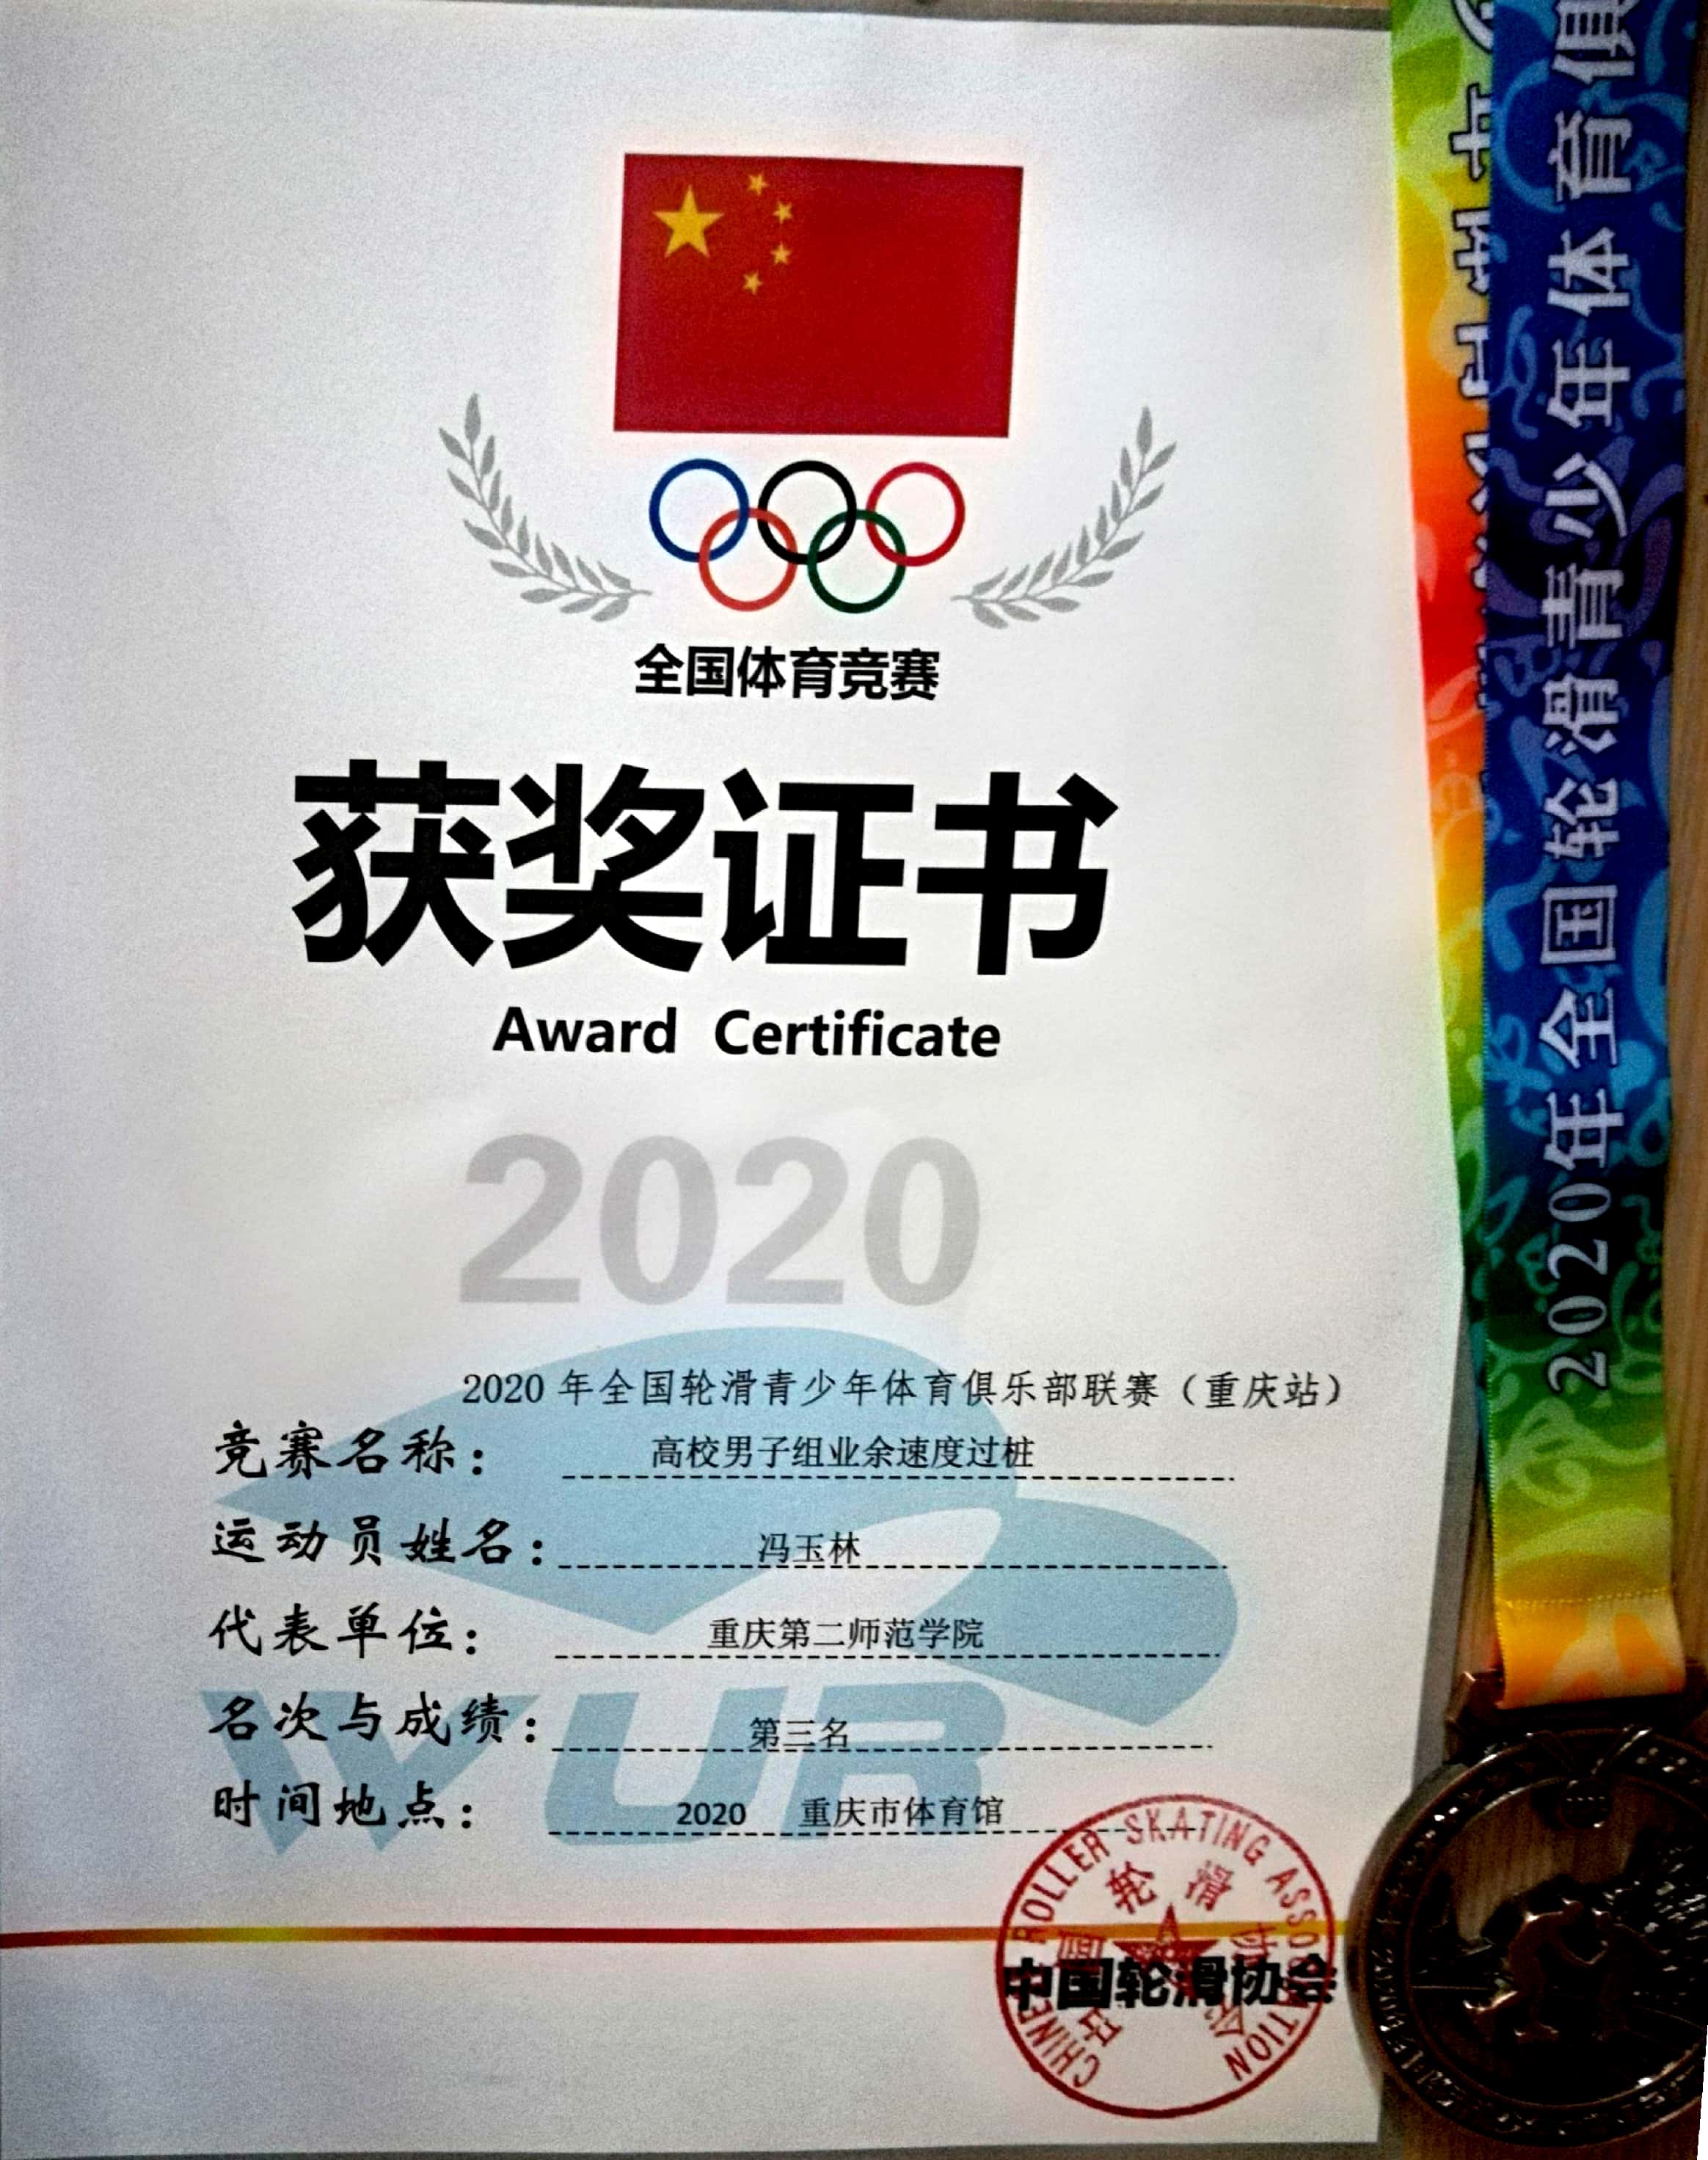 全国体育竞赛
获奖证书
Award Certificate
2020
2020 年全国轮滑青少年体育俱乐部联赛（重庆站）
竞赛名称： 高校男子组业余速度过桩
运动员姓名： 冯玉林
代表单位： 重庆第二师范学院
名次与成绩： 第三名
时间地点： 2020 重庆市体育馆
WUR
CHINESE ROLLER SKATING ASSOCIATION
中国轮滑协会
中国轮滑协会
2020年全国轮滑青少年体育俱